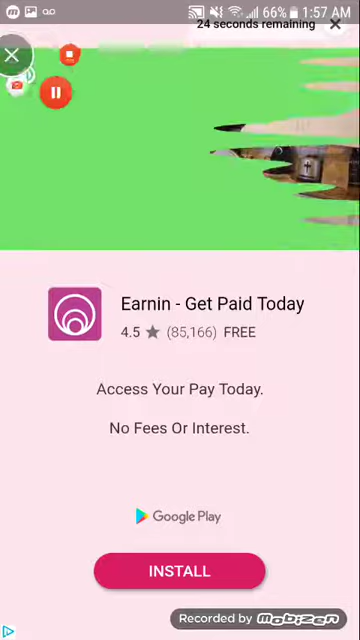 66% 1:57 AM
24 seconds remaining
Earnin - Get Paid Today
4.5 ★ (85,166) FREE
Access Your Pay Today.
No Fees Or Interest.
Google Play
INSTALL
Recorded by Mobizen